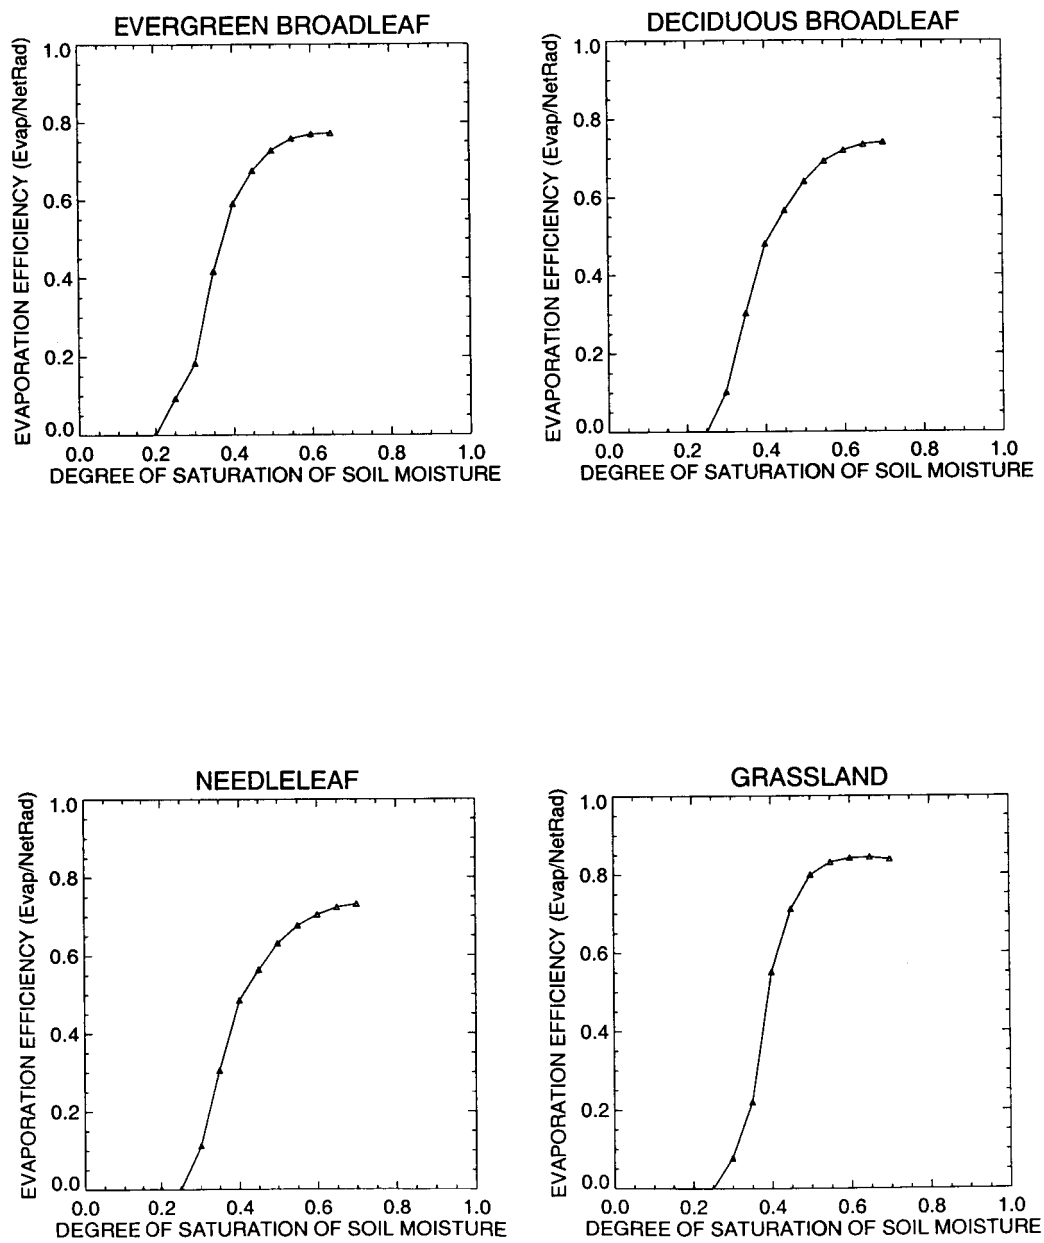 EVERGREEN BROADLEAF
EVAPORATION EFFICIENCY (Evap/NetRad)
1.0
0.8
0.6
0.4
0.2
0.0
0.0 0.2 0.4 0.6 0.8 1.0
DEGREE OF SATURATION OF SOIL MOISTURE
DECIDUOUS BROADLEAF
EVAPORATION EFFICIENCY (Evap/NetRad)
1.0
0.8
0.6
0.4
0.2
0.0
0.0 0.2 0.4 0.6 0.8 1.0
DEGREE OF SATURATION OF SOIL MOISTURE
NEEDLELEAF
EVAPORATION EFFICIENCY (Evap/NetRad)
1.0
0.8
0.6
0.4
0.2
0.0
0.0 0.2 0.4 0.6 0.8 1.0
DEGREE OF SATURATION OF SOIL MOISTURE
GRASSLAND
EVAPORATION EFFICIENCY (Evap/NetRad)
1.0
0.8
0.6
0.4
0.2
0.0
0.0 0.2 0.4 0.6 0.8 1.0
DEGREE OF SATURATION OF SOIL MOISTURE